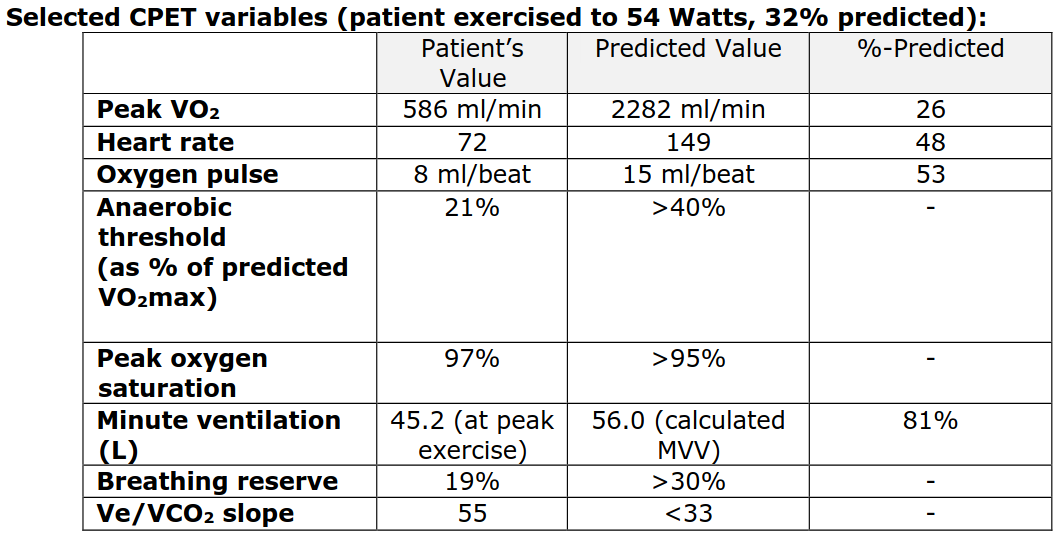 Selected CPET variables (patient exercised to 54 Watts, 32% predicted):
Patient's Value Predicted Value %-Predicted
Peak VO₂ 586 ml/min 2282 ml/min 26
Heart rate 72 149 48
Oxygen pulse 8 ml/beat 15 ml/beat 53
Anaerobic threshold (as % of predicted VO₂max) 21% >40% -
Peak oxygen saturation 97% >95% -
Minute ventilation (L) 45.2 (at peak exercise) 56.0 (calculated MVV) 81%
Breathing reserve 19% >30% -
Ve/VCO₂ slope 55 <33 -